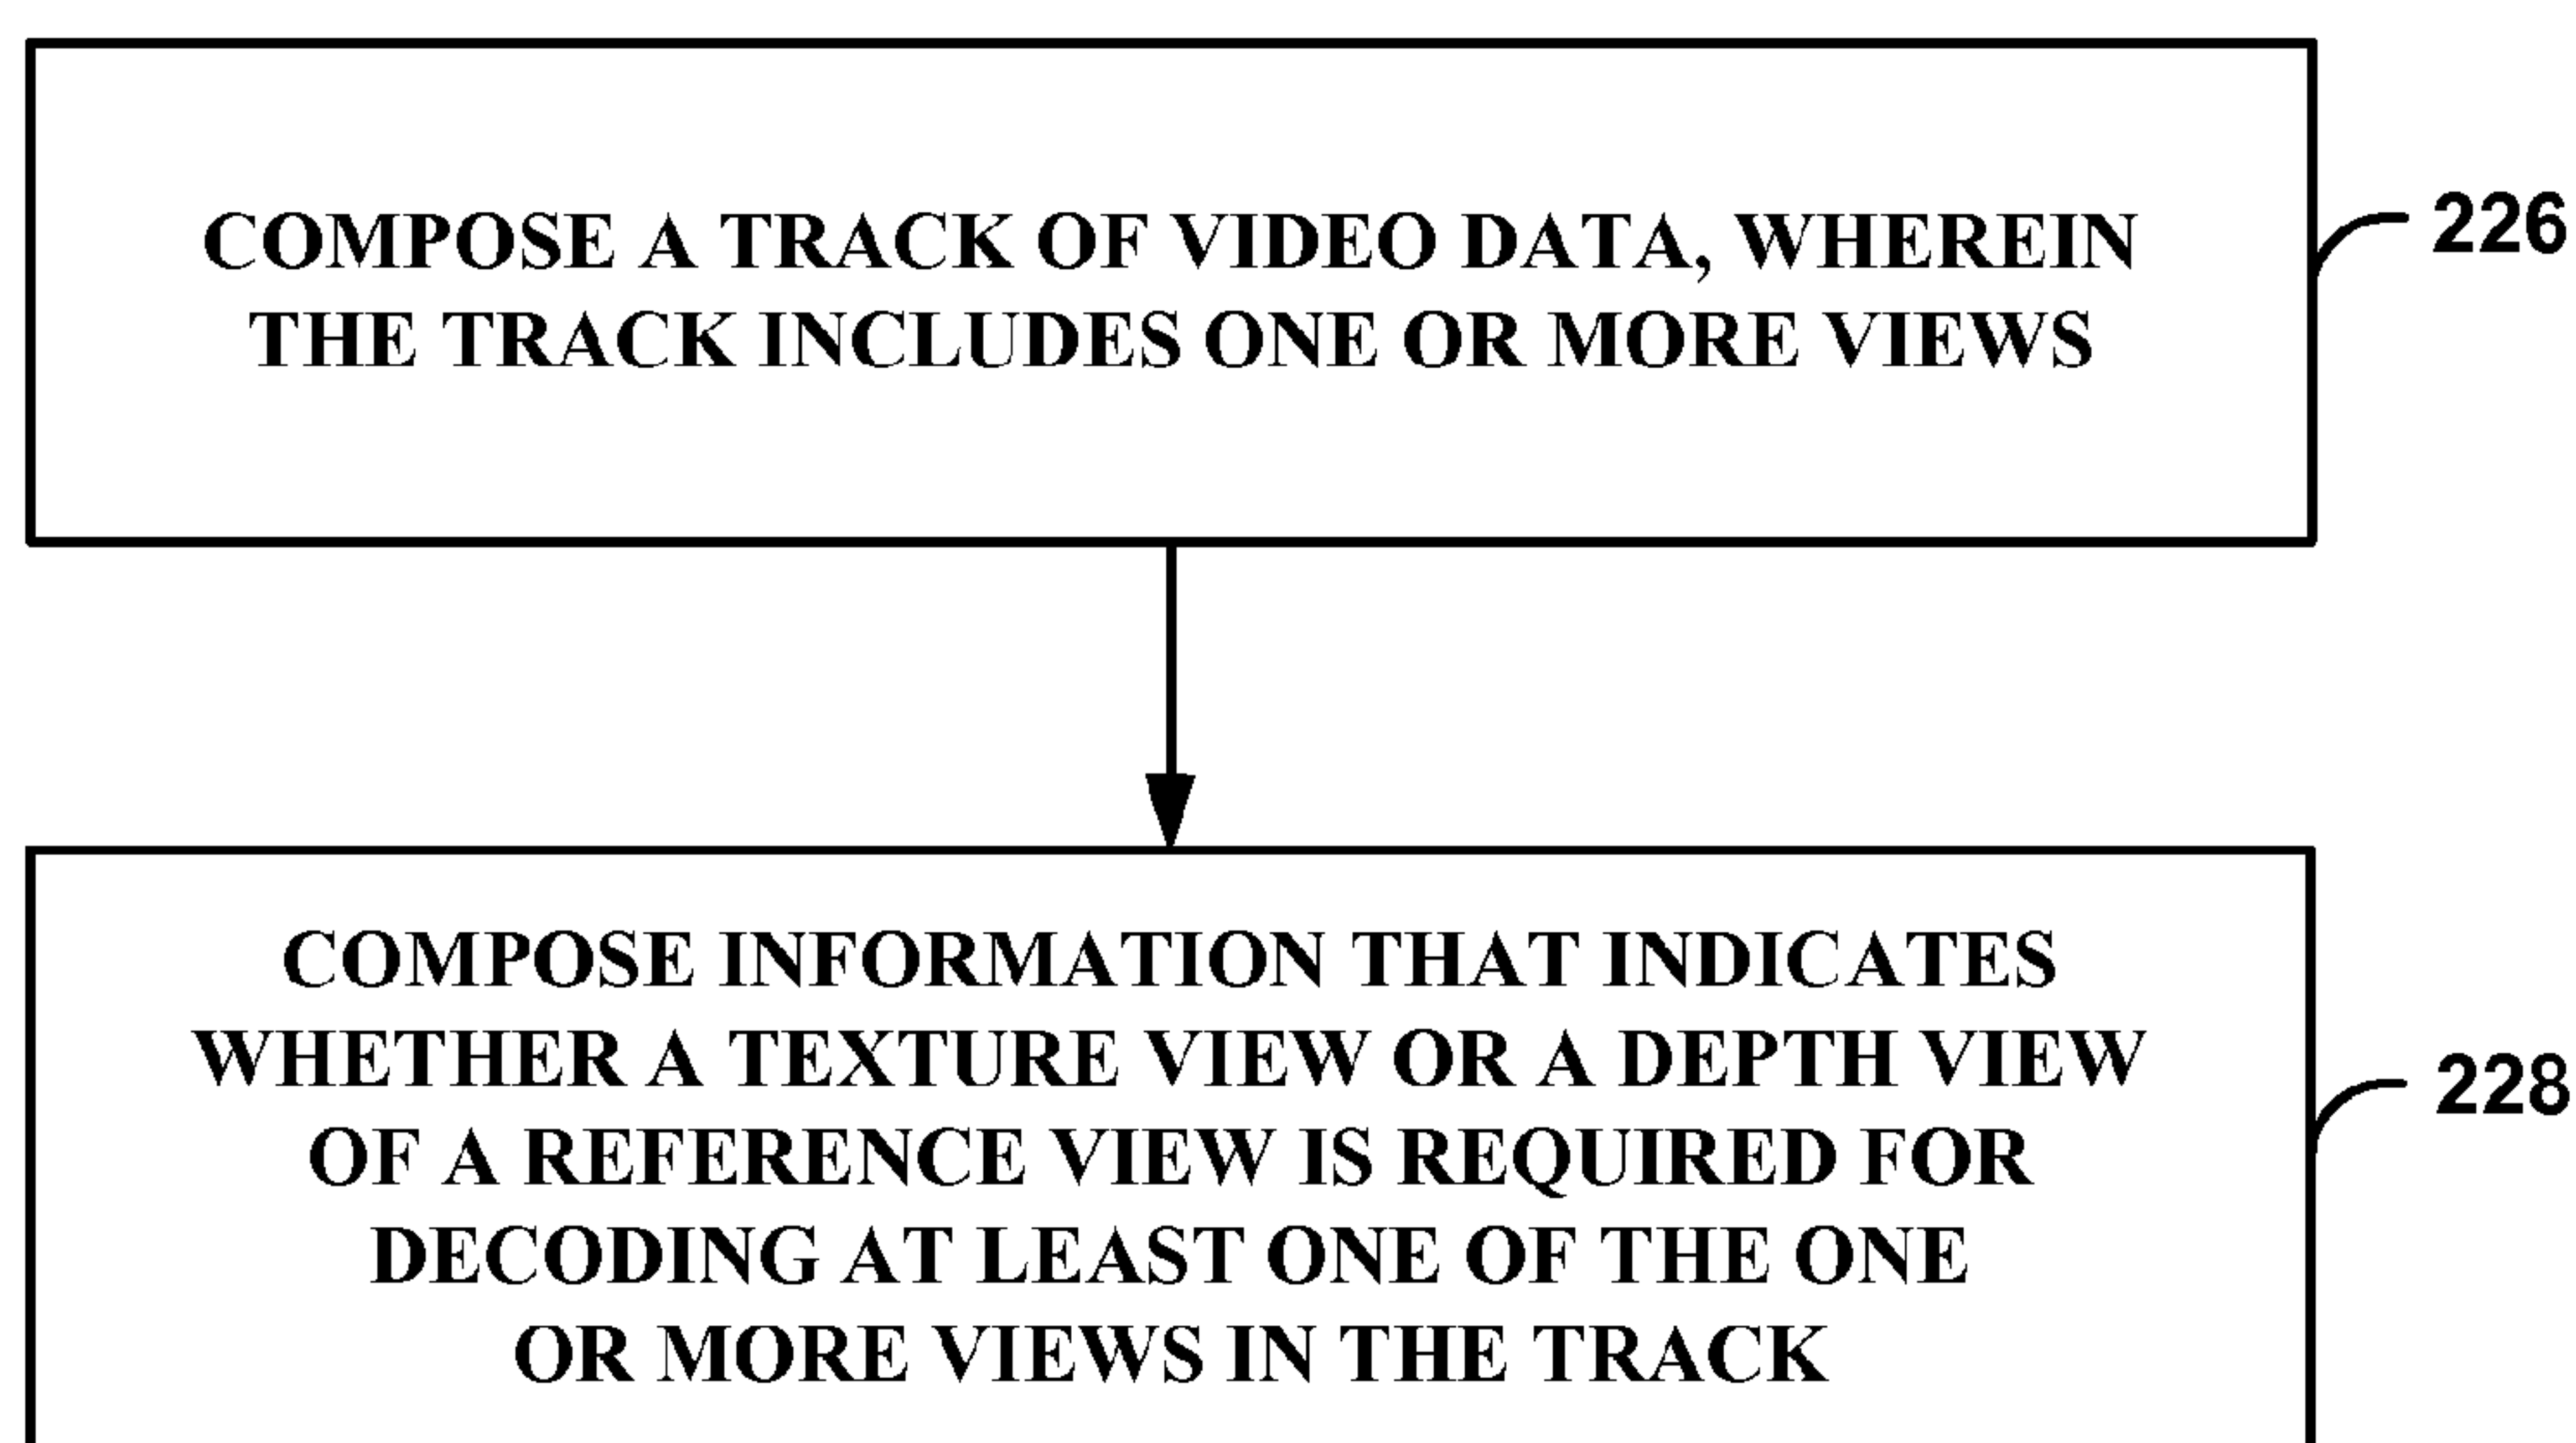 COMPOSE A TRACK OF VIDEO DATA, WHEREIN
THE TRACK INCLUDES ONE OR MORE VIEWS
226
COMPOSE INFORMATION THAT INDICATES
WHETHER A TEXTURE VIEW OR A DEPTH VIEW
OF A REFERENCE VIEW IS REQUIRED FOR
DECODING AT LEAST ONE OF THE ONE
OR MORE VIEWS IN THE TRACK
228